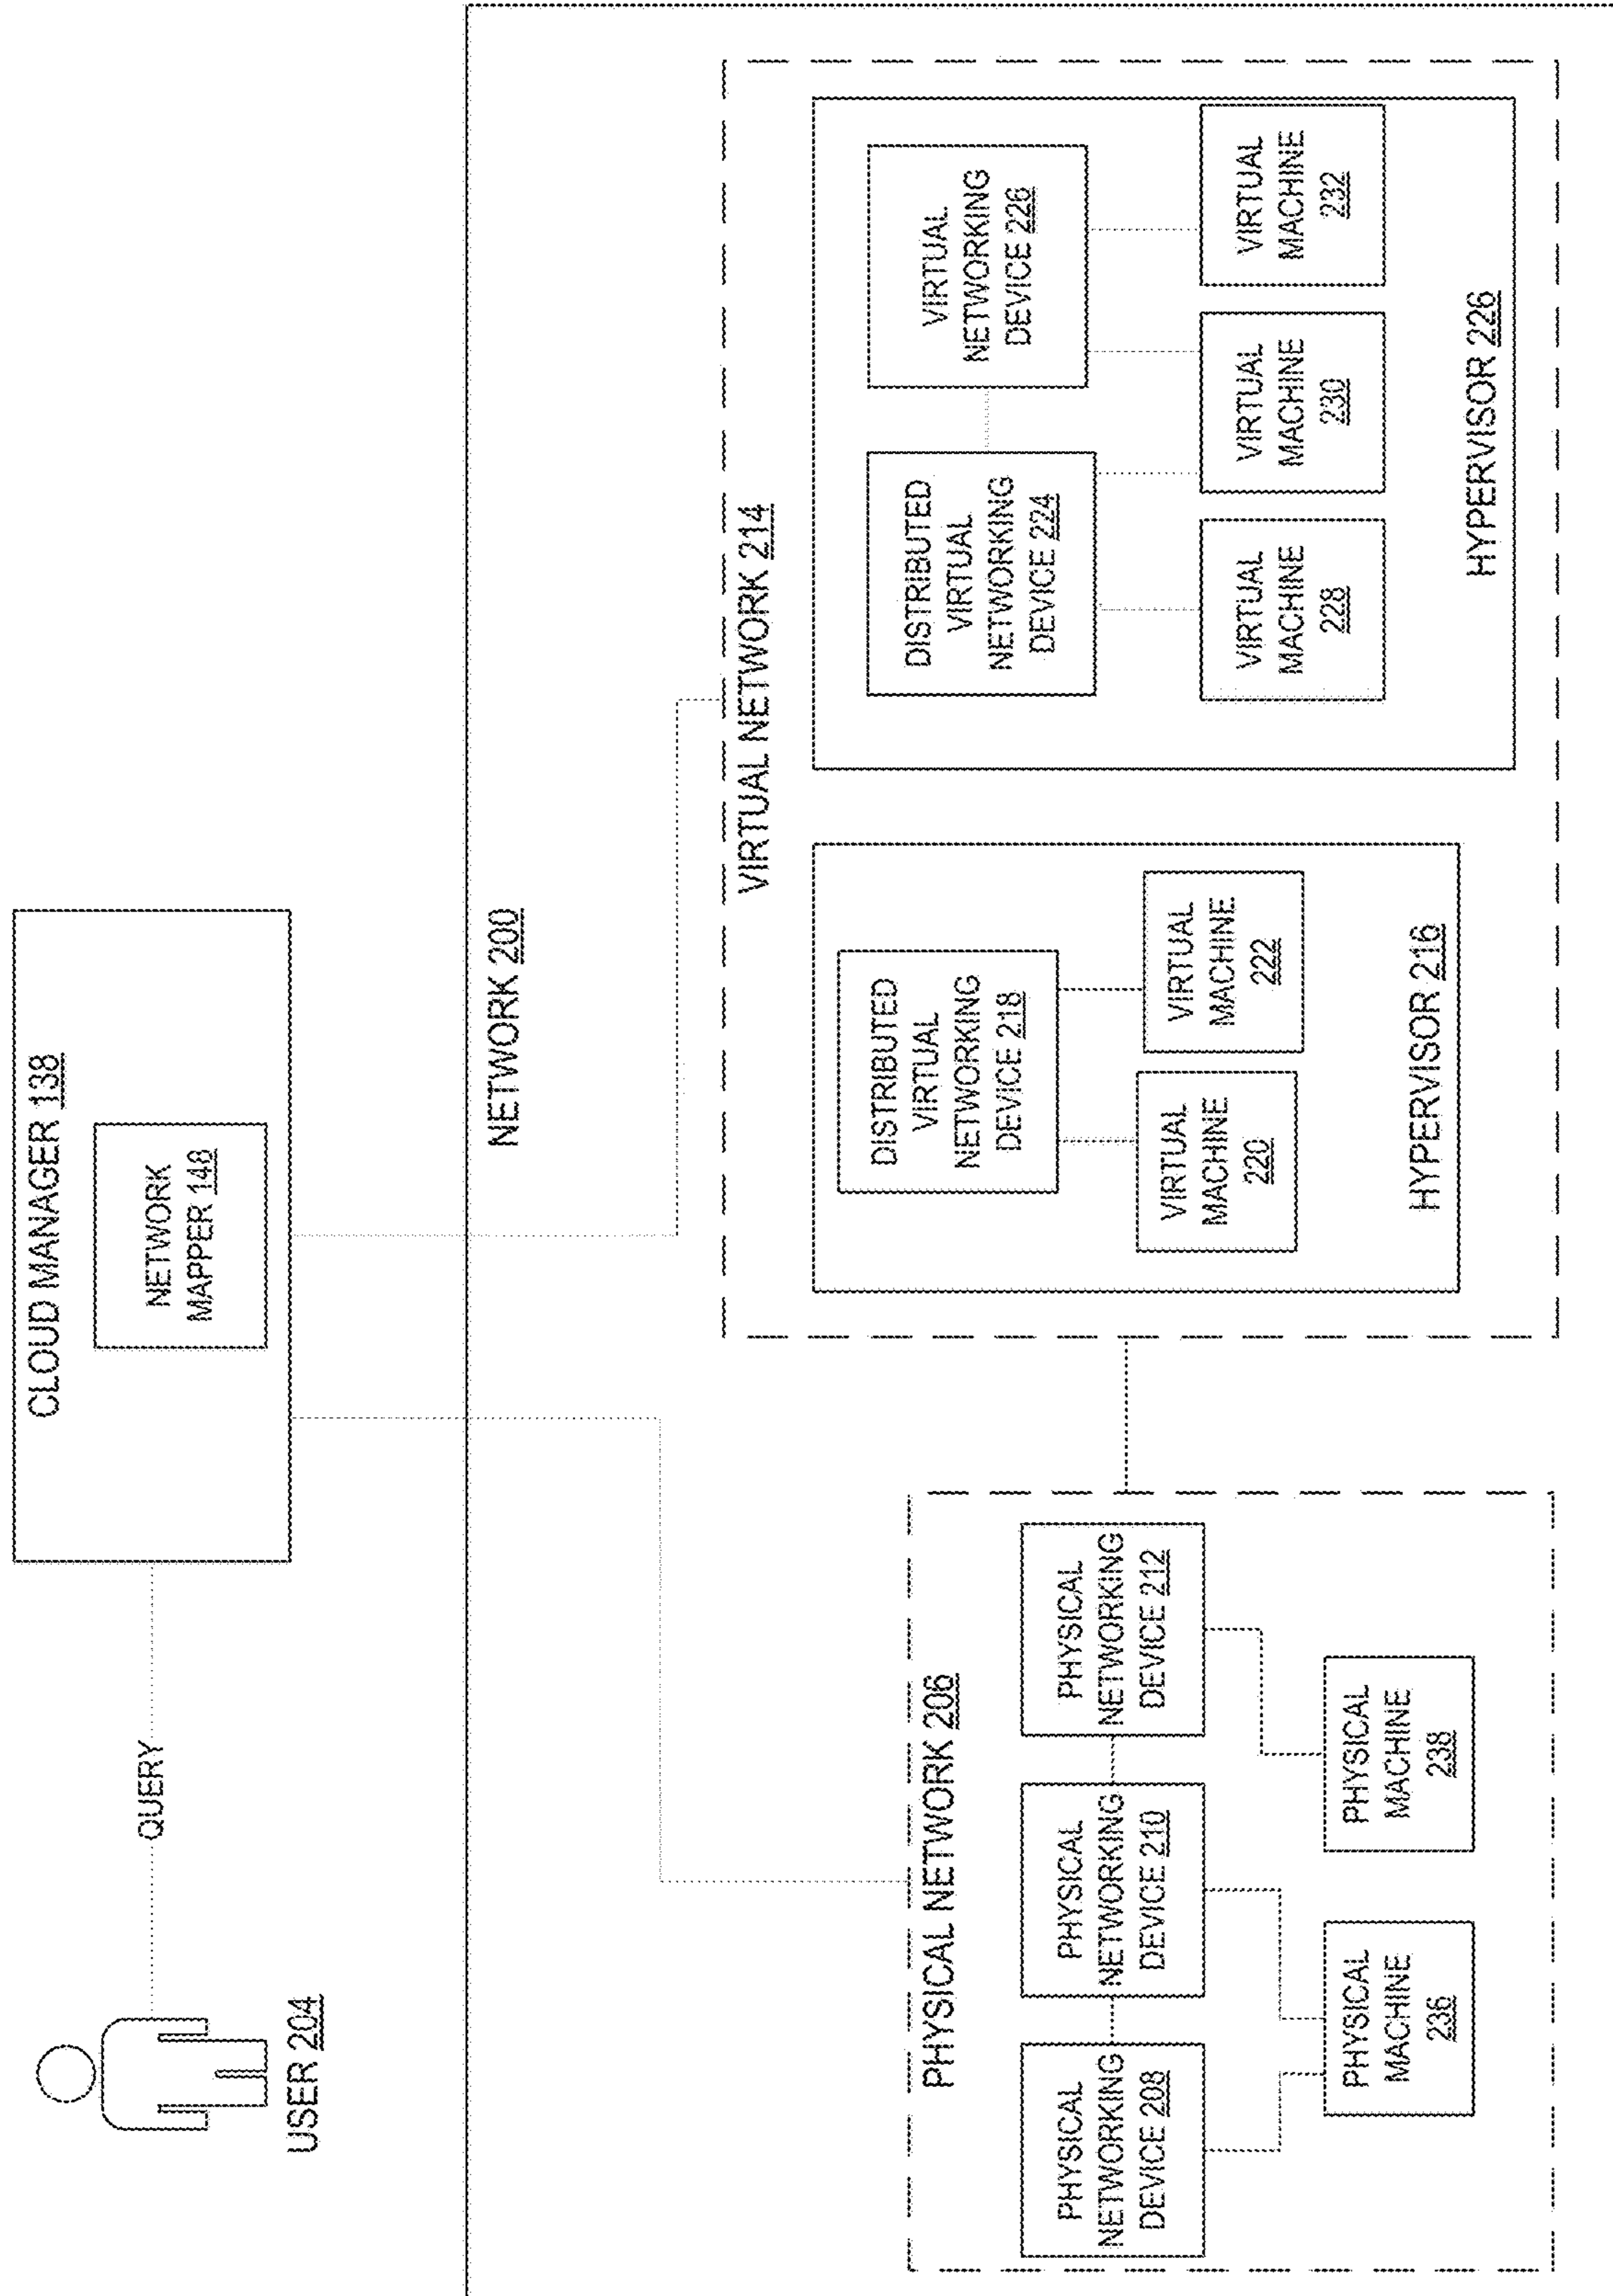 USER 204
QUERY
CLOUD MANAGER 138
NETWORK
MAPPER 148
NETWORK 200
PHYSICAL NETWORK 206
PHYSICAL
NETWORKING
DEVICE 208
PHYSICAL
NETWORKING
DEVICE 210
PHYSICAL
NETWORKING
DEVICE 212
PHYSICAL
MACHINE
236
PHYSICAL
MACHINE
238
VIRTUAL NETWORK 214
DISTRIBUTED
VIRTUAL
NETWORKING
DEVICE 218
VIRTUAL
MACHINE
220
VIRTUAL
MACHINE
222
HYPERVISOR 216
DISTRIBUTED
VIRTUAL
NETWORKING
DEVICE 224
VIRTUAL
NETWORKING
DEVICE 226
VIRTUAL
MACHINE
228
VIRTUAL
MACHINE
230
VIRTUAL
MACHINE
232
HYPERVISOR 226